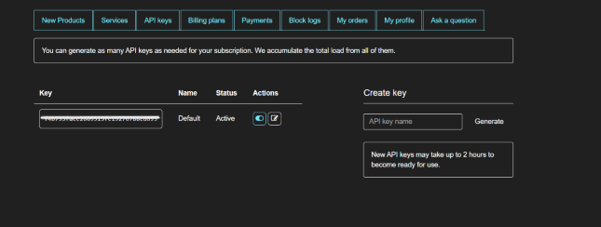 New Products Services API keys Billing plans Payments Block logs My orders My profile Ask a question
You can generate as many API keys as needed for your subscription. We accumulate the total load from all of them.
Key Name Status Actions
Default Active
Create key
API key name Generate
New API keys may take up to 2 hours to
become ready for use.